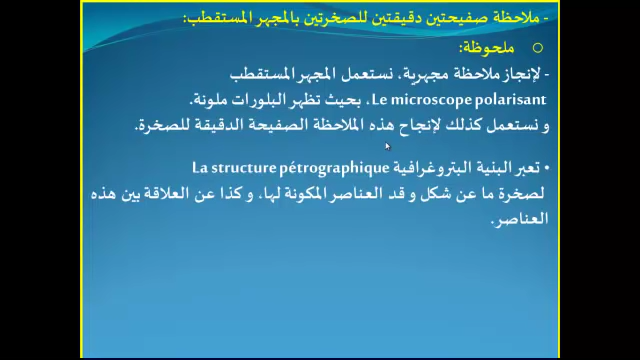 - ملاحظة صفيحتين دقيقتين للصخرتين بالمجهر المستقطب:
○ ملحوظة:
- لإنجاز ملاحظة مجهرية، نستعمل المجهر المستقطب
Le microscope polarisant، بحيث تظهر البلورات ملونة.
و نستعمل كذلك لإنجاح هذه الملاحظة الصفيحة الدقيقة للصخرة.
• تعبر البنية البتروغرافية La structure pétrographique
لصخرة ما عن شكل و قد العناصر المكونة لها، و كذا عن العلاقة بين هذه
العناصر.